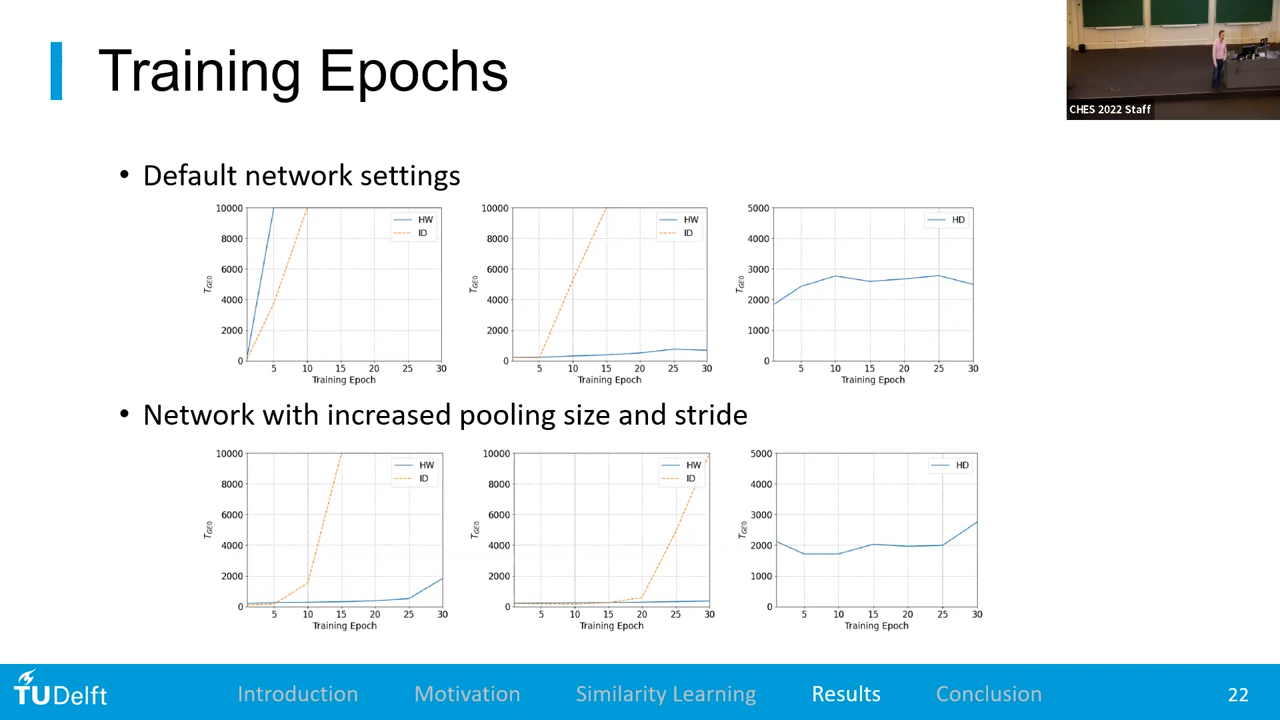 Training Epochs
CHES 2022 Staff
• Default network settings
10000
8000
6000
4000
2000
0
T_GE0
5 10 15 20 25 30
Training Epoch
HW
ID
10000
8000
6000
4000
2000
0
T_GE0
5 10 15 20 25 30
Training Epoch
HW
ID
5000
4000
3000
2000
1000
0
T_GE0
5 10 15 20 25 30
Training Epoch
HD
• Network with increased pooling size and stride
10000
8000
6000
4000
2000
0
T_GE0
5 10 15 20 25 30
Training Epoch
HW
ID
10000
8000
6000
4000
2000
0
T_GE0
5 10 15 20 25 30
Training Epoch
HW
ID
5000
4000
3000
2000
1000
0
T_GE0
5 10 15 20 25 30
Training Epoch
HD
TUDelft
Introduction Motivation Similarity Learning Results Conclusion
22